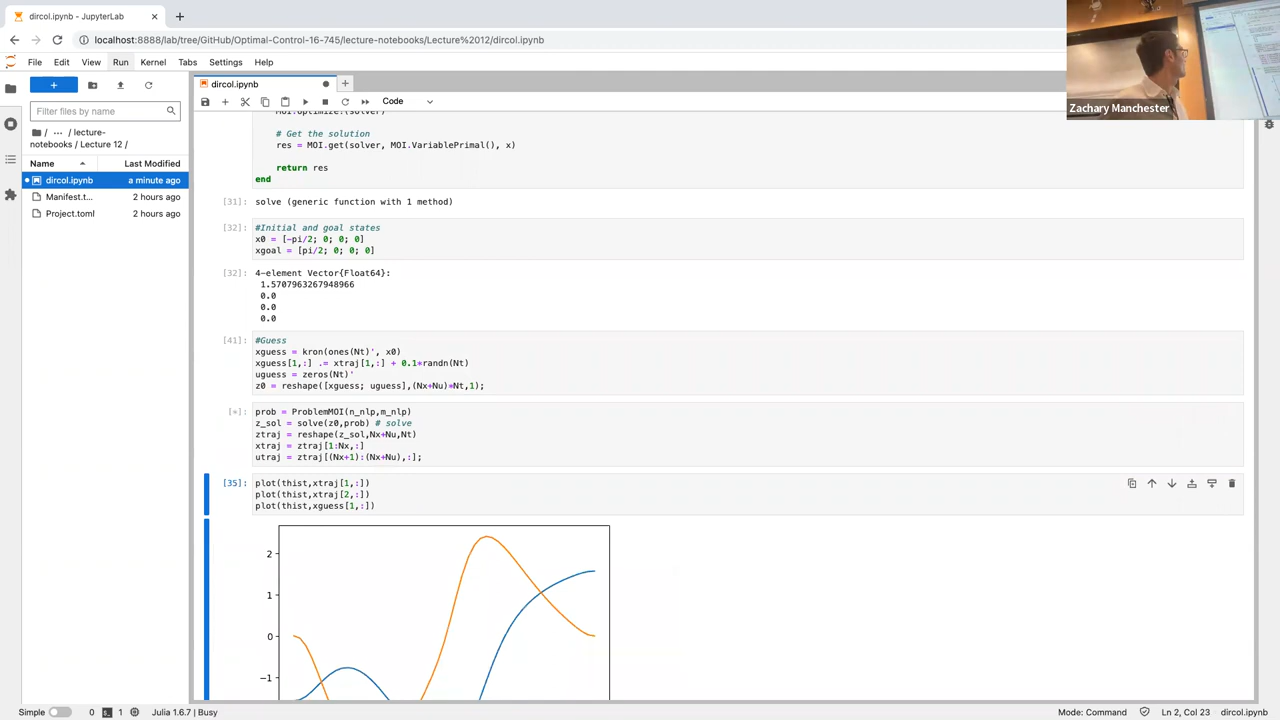 dircol.ipynb - JupyterLab
localhost:8888/lab/tree/GitHub/Optimal-Control-16-745/lecture-notebooks/Lecture%2012/dircol.ipynb
Zachary Manchester
File Edit View Run Kernel Tabs Settings Help
dircol.ipynb
Code
Filter files by name
/ ... / lecture-
notebooks / Lecture 12 /
Name Last Modified
dircol.ipynb a minute ago
Manifest.t... 2 hours ago
Project.toml 2 hours ago
MOI.optimize!(solver)
# Get the solution
res = MOI.get(solver, MOI.VariablePrimal(), x)
return res
end
[31]: solve (generic function with 1 method)
[32]: #Initial and goal states
x0 = [-pi/2; 0; 0; 0]
xgoal = [pi/2; 0; 0; 0]
[32]: 4-element Vector{Float64}:
1.5707963267948966
0.0
0.0
0.0
[41]: #Guess
xguess = kron(ones(Nt)', x0)
xguess[1,:] .= xtraj[1,:] + 0.1*randn(Nt)
uguess = zeros(Nt)'
z0 = reshape([xguess; uguess],(Nx+Nu)*Nt,1);
[*]: prob = ProblemMOI(n_nlp,m_nlp)
z_sol = solve(z0,prob) # solve
ztraj = reshape(z_sol,Nx+Nu,Nt)
xtraj = ztraj[1:Nx,:]
utraj = ztraj[(Nx+1):(Nx+Nu),:];
[35]: plot(thist,xtraj[1,:])
plot(thist,xtraj[2,:])
plot(thist,xguess[1,:])
2
1
0
−1
Simple 0 1 Julia 1.6.7 | Busy Mode: Command Ln 2, Col 23 dircol.ipynb